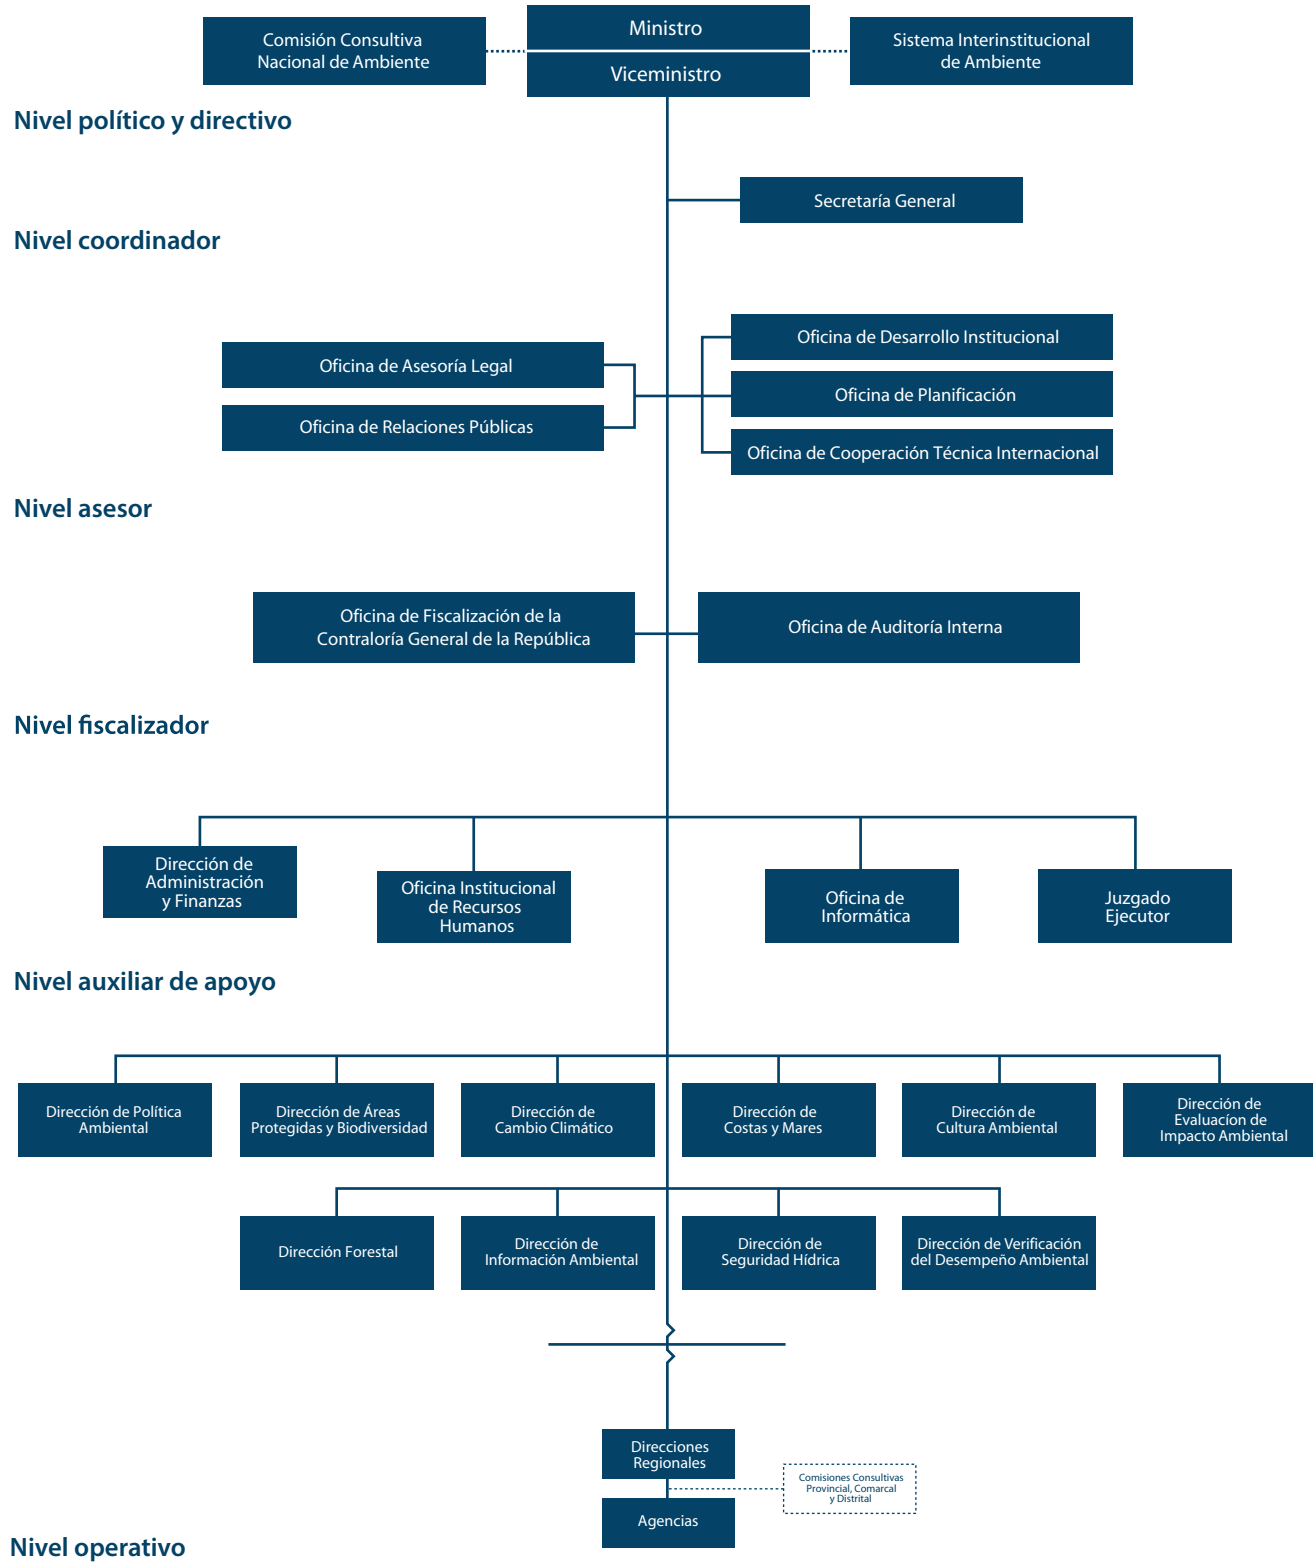 Comisión Consultiva
Nacional de Ambiente
Ministro
Viceministro
Sistema Interinstitucional
de Ambiente
Nivel político y directivo
Secretaría General
Nivel coordinador
Oficina de Asesoría Legal
Oficina de Relaciones Públicas
Oficina de Desarrollo Institucional
Oficina de Planificación
Oficina de Cooperación Técnica Internacional
Nivel asesor
Oficina de Fiscalización de la
Contraloría General de la República
Oficina de Auditoría Interna
Nivel fiscalizador
Dirección de
Administración
y Finanzas
Oficina Institucional
de Recursos
Humanos
Oficina de
Informática
Juzgado
Ejecutor
Nivel auxiliar de apoyo
Dirección de Política
Ambiental
Dirección de Áreas
Protegidas y Biodiversidad
Dirección de
Cambio Climático
Dirección de
Costas y Mares
Dirección de
Cultura Ambiental
Dirección de
Evaluacíon de
Impacto Ambiental
Dirección Forestal
Dirección de
Información Ambiental
Dirección de
Seguridad Hídrica
Dirección de Verificación
del Desempeño Ambiental
Direcciones
Regionales
Comisiones Consultivas
Provincial, Comarcal
y Distrital
Agencias
Nivel operativo